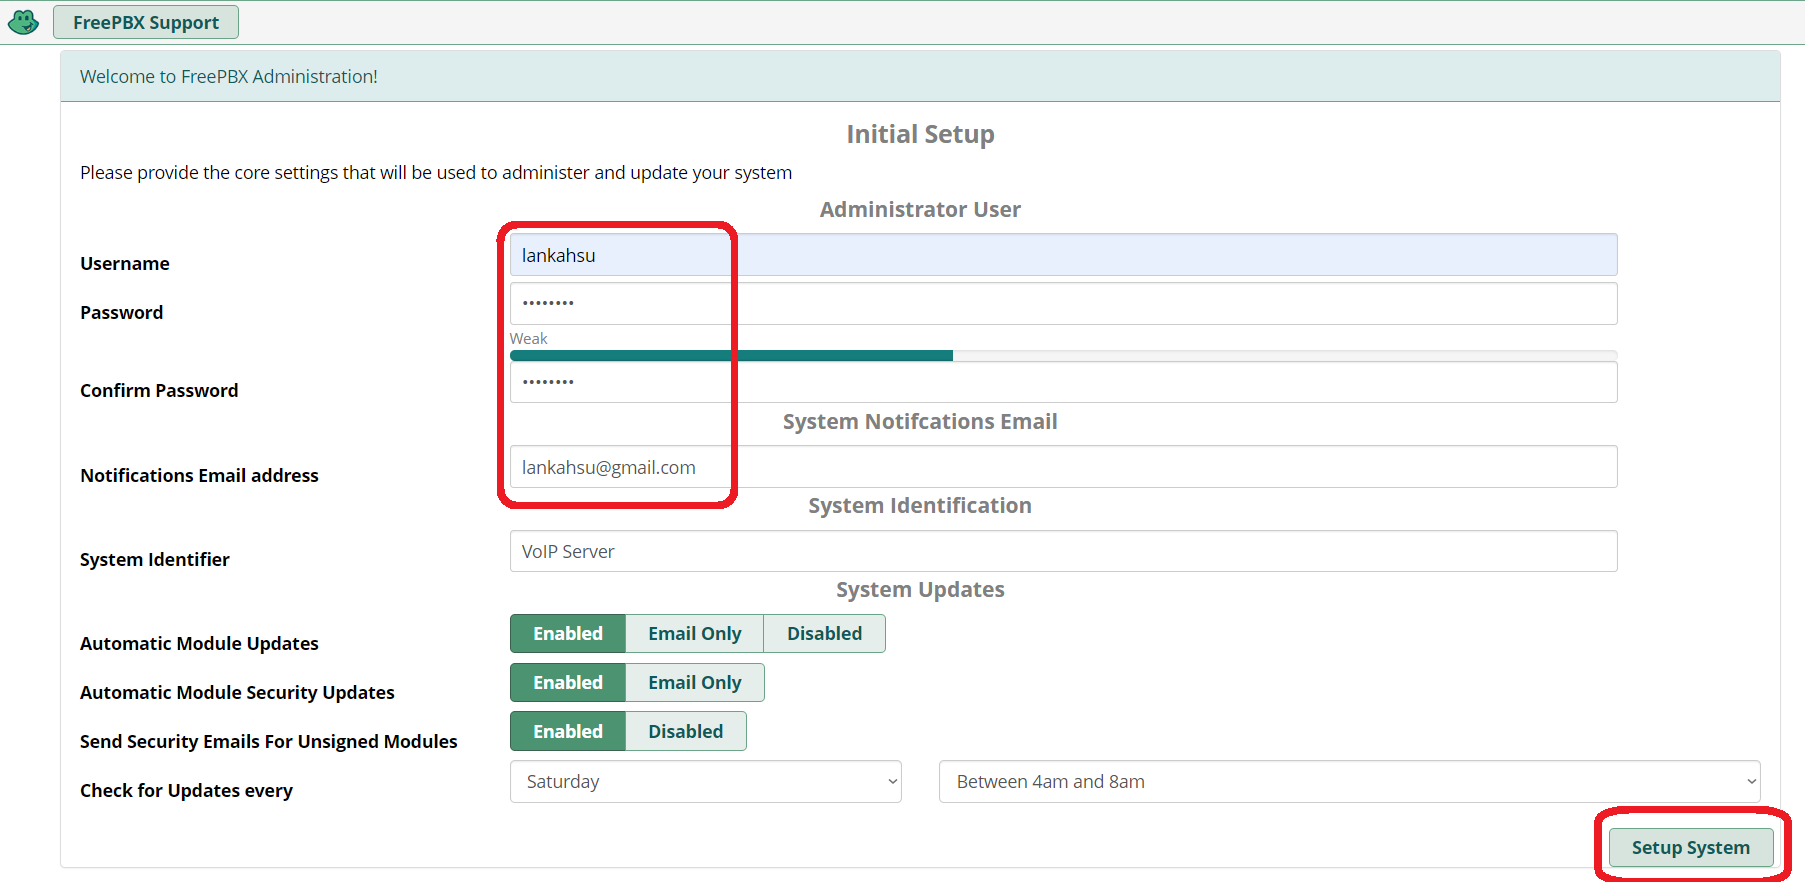 FreePBX Support
Welcome to FreePBX Administration!
Initial Setup
Please provide the core settings that will be used to administer and update your system
Administrator User
Username lankahsu
Password ••••••••
Weak
Confirm Password ••••••••
System Notifcations Email
Notifications Email address lankahsu@gmail.com
System Identification
System Identifier VoIP Server
System Updates
Automatic Module Updates Enabled Email Only Disabled
Automatic Module Security Updates Enabled Email Only
Send Security Emails For Unsigned Modules Enabled Disabled
Check for Updates every Saturday Between 4am and 8am
Setup System